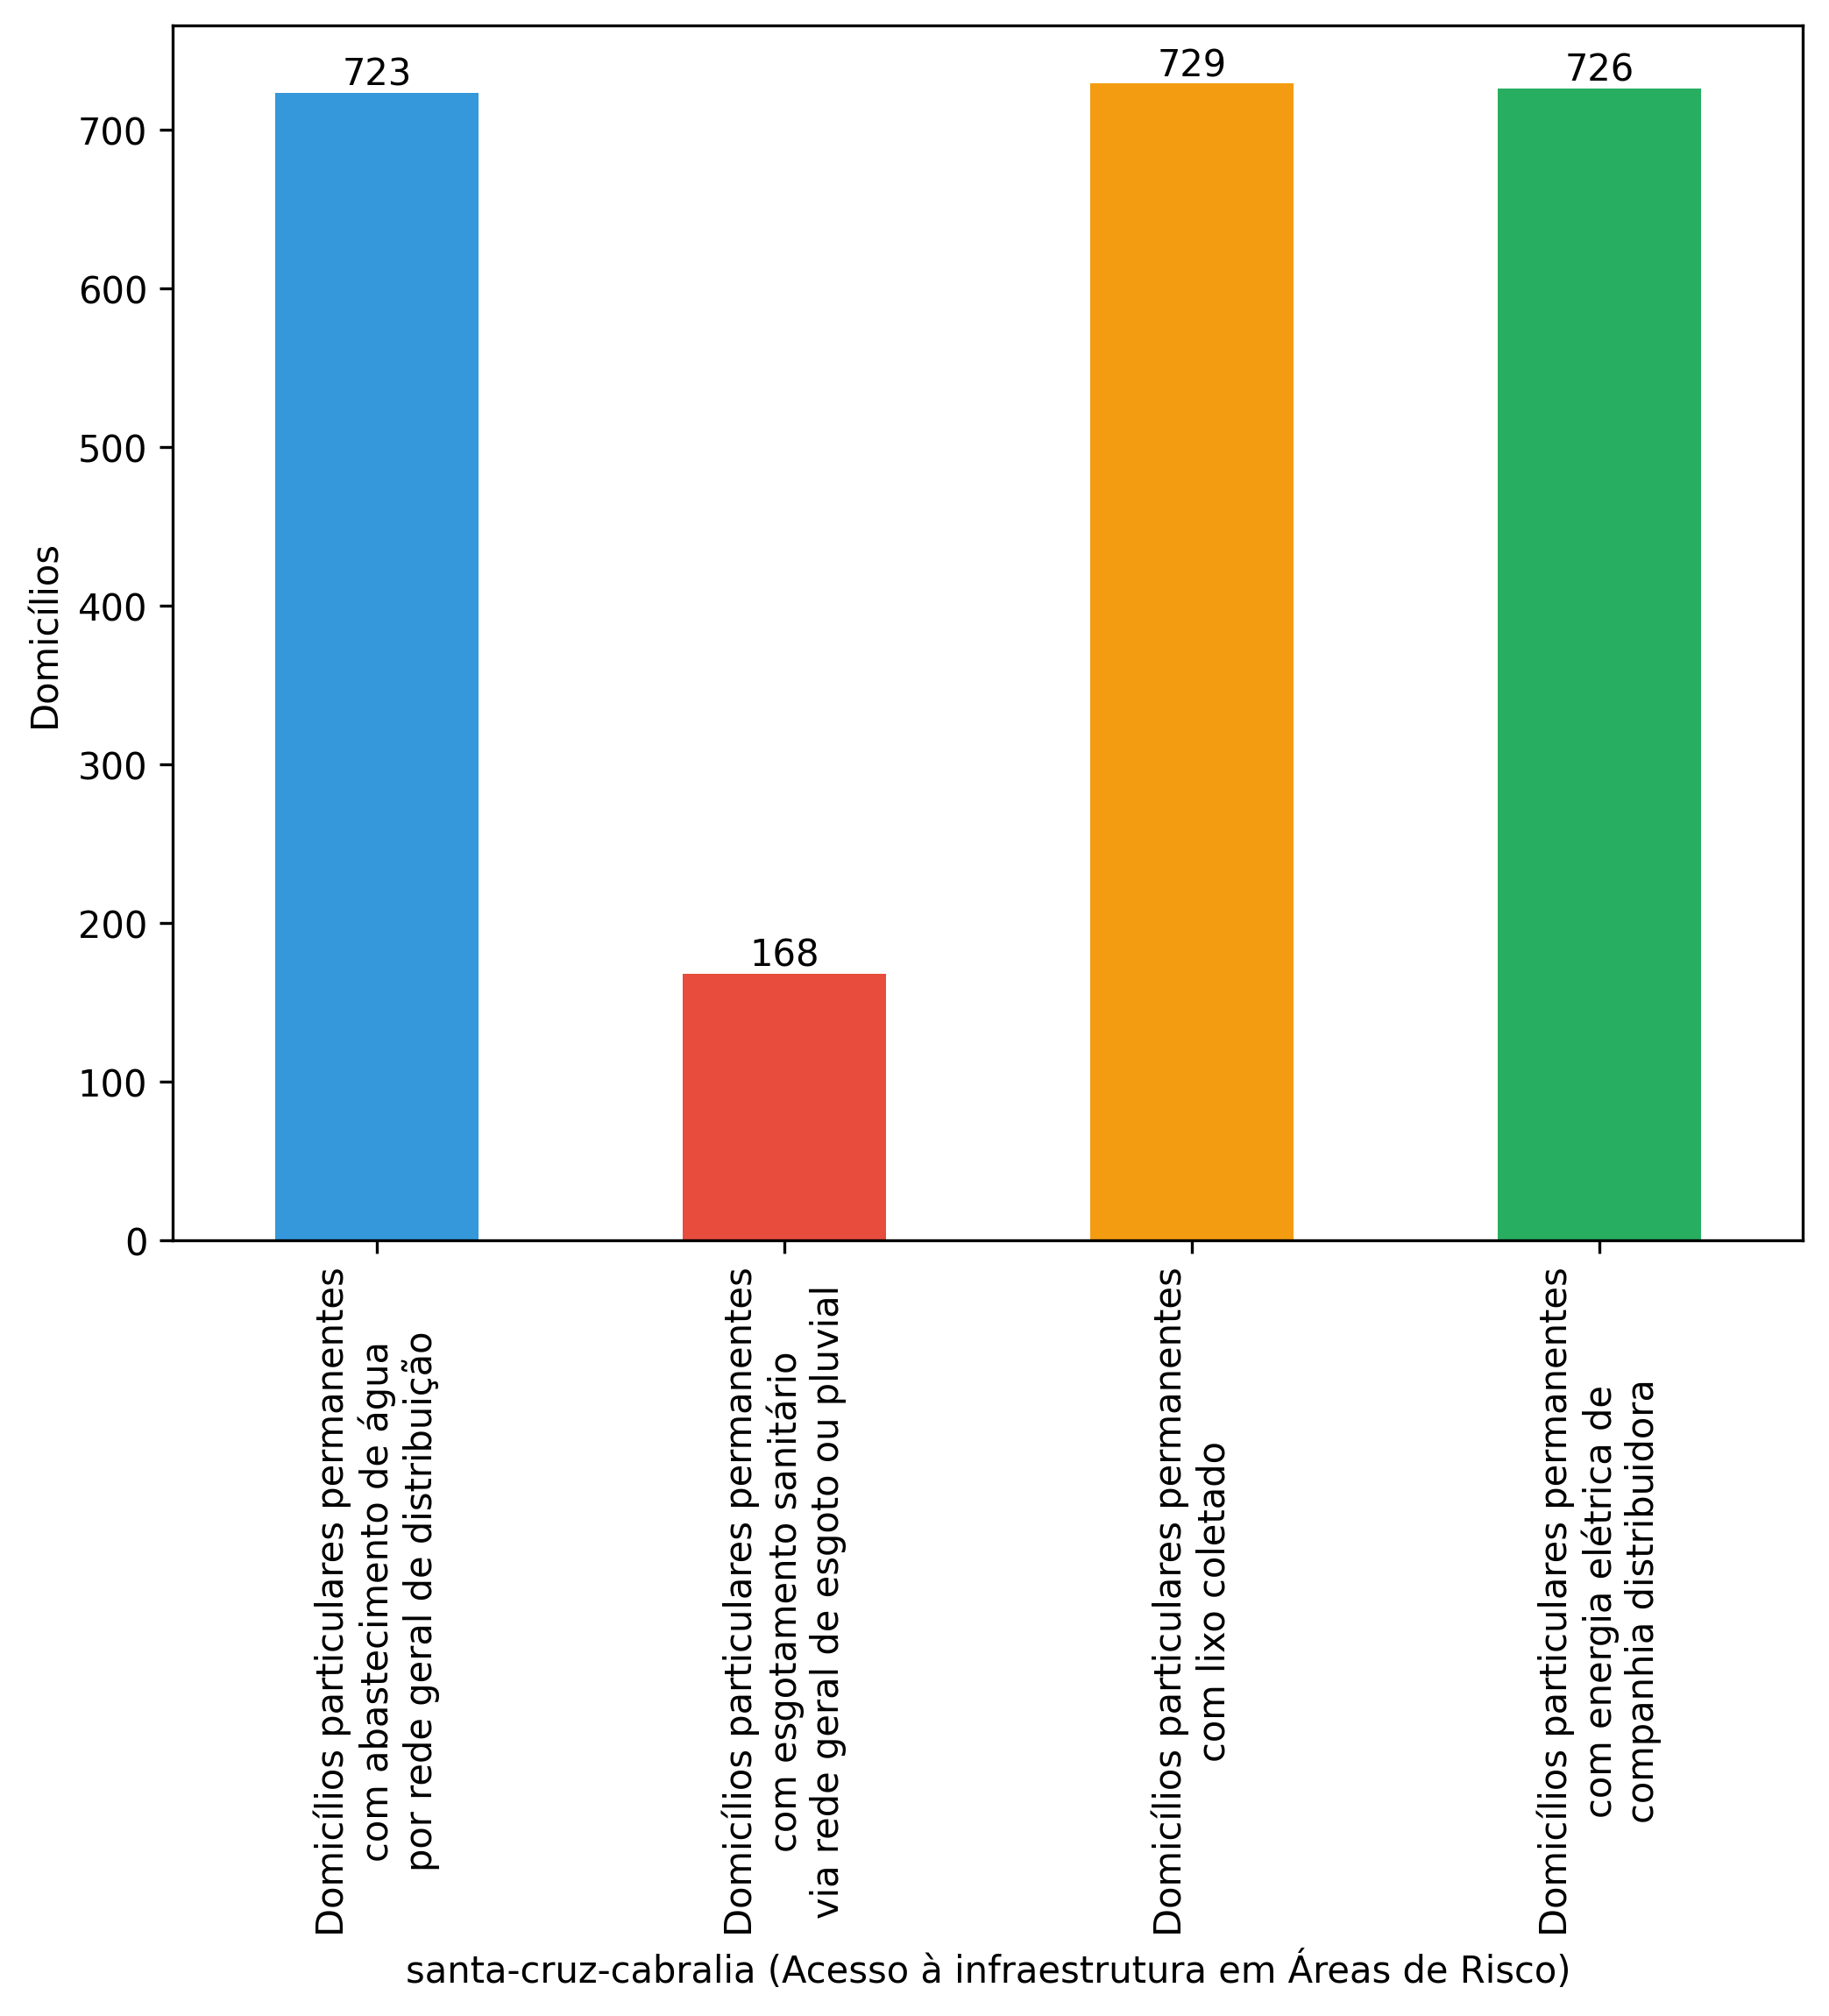 723
168
729
726
700
600
500
400
300
200
100
0
Domicílios
Domicílios particulares permanentes
com abastecimento de água
por rede geral de distribuição
Domicílios particulares permanentes
com esgotamento sanitário
via rede geral de esgoto ou pluvial
Domicílios particulares permanentes
com lixo coletado
Domicílios particulares permanentes
com energia elétrica de
companhia distribuidora
santa-cruz-cabralia (Acesso à infraestrutura em Áreas de Risco)